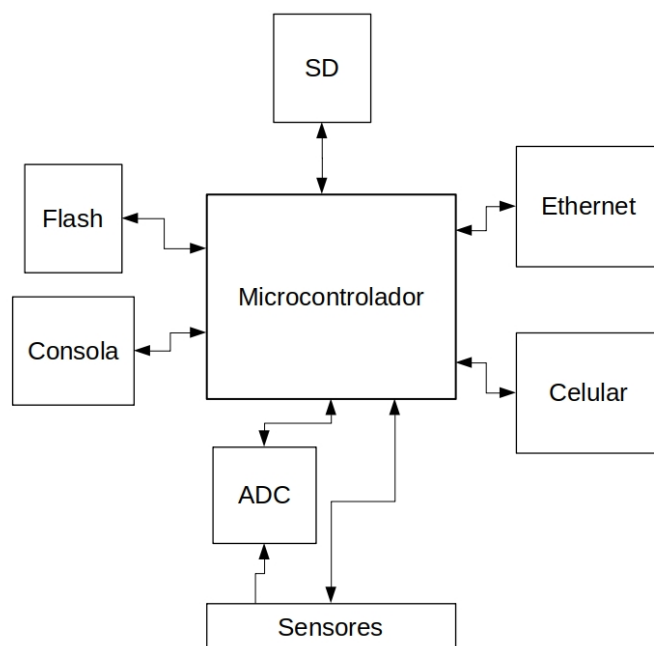 SD
Flash
Ethernet
Microcontrolador
Consola
Celular
ADC
Sensores